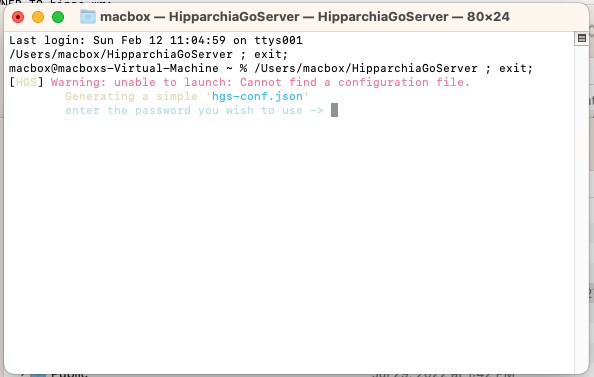 macbox — HipparchiaGoServer — HipparchiaGoServer — 80×24
Last login: Sun Feb 12 11:04:59 on ttys001
/Users/macbox/HipparchiaGoServer ; exit;
macbox@macboxs-Virtual-Machine ~ % /Users/macbox/HipparchiaGoServer ; exit;
[HGS] Warning: unable to launch: Cannot find a configuration file.
Generating a simple 'hgs-conf.json'
enter the password you wish to use ->